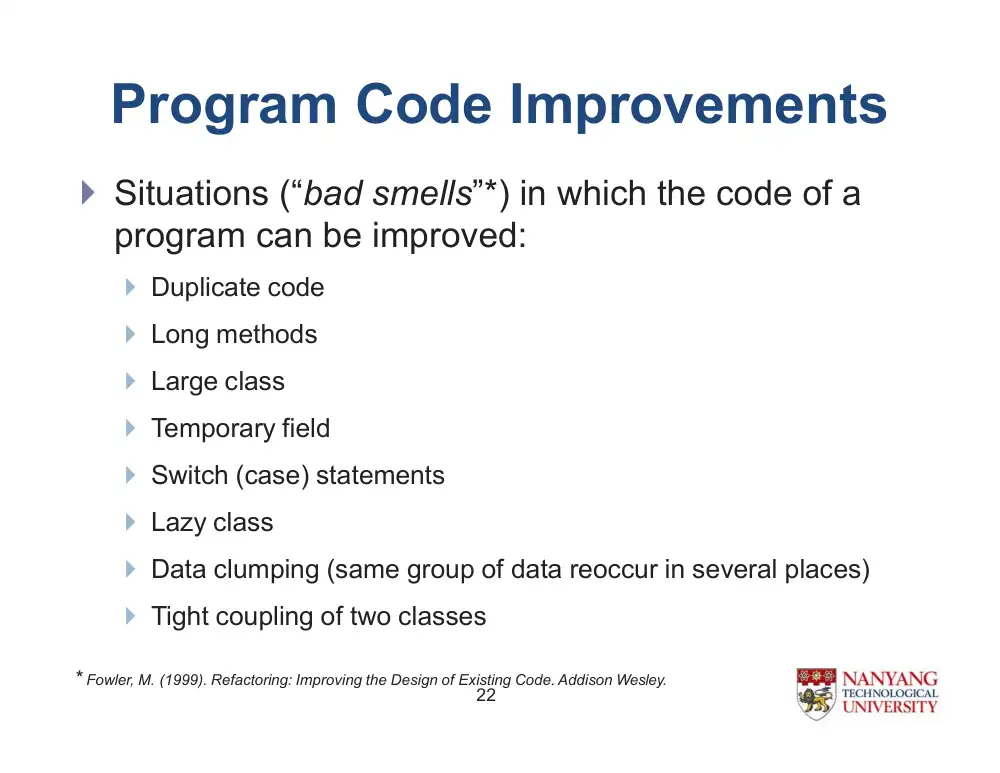 Program Code Improvements
Situations (“bad smells”*) in which the code of a
program can be improved:
Duplicate code
Long methods
Large class
Temporary field
Switch (case) statements
Lazy class
Data clumping (same group of data reoccur in several places)
Tight coupling of two classes
* Fowler, M. (1999). Refactoring: Improving the Design of Existing Code. Addison Wesley.
22
NANYANG
TECHNOLOGICAL
UNIVERSITY